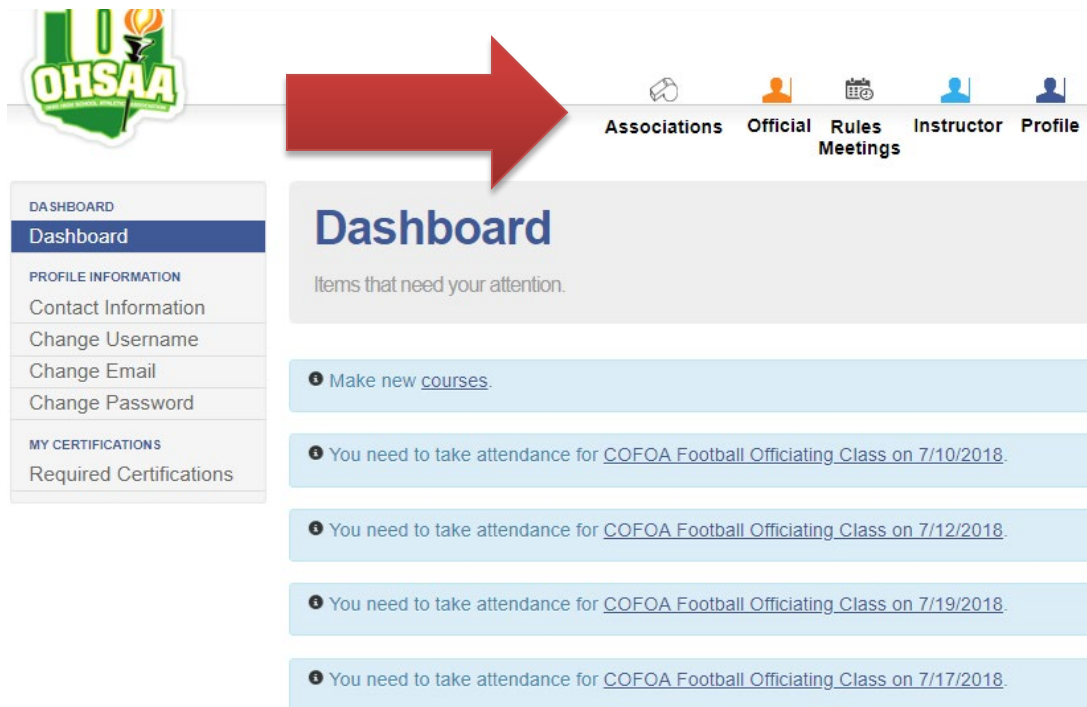 OHSAA
Associations Official Rules Meetings Instructor Profile
DASHBOARD
Dashboard
PROFILE INFORMATION
Contact Information
Change Username
Change Email
Change Password
MY CERTIFICATIONS
Required Certifications
Dashboard
Items that need your attention.
Make new courses.
You need to take attendance for COFOA Football Officiating Class on 7/10/2018.
You need to take attendance for COFOA Football Officiating Class on 7/12/2018.
You need to take attendance for COFOA Football Officiating Class on 7/19/2018.
You need to take attendance for COFOA Football Officiating Class on 7/17/2018.